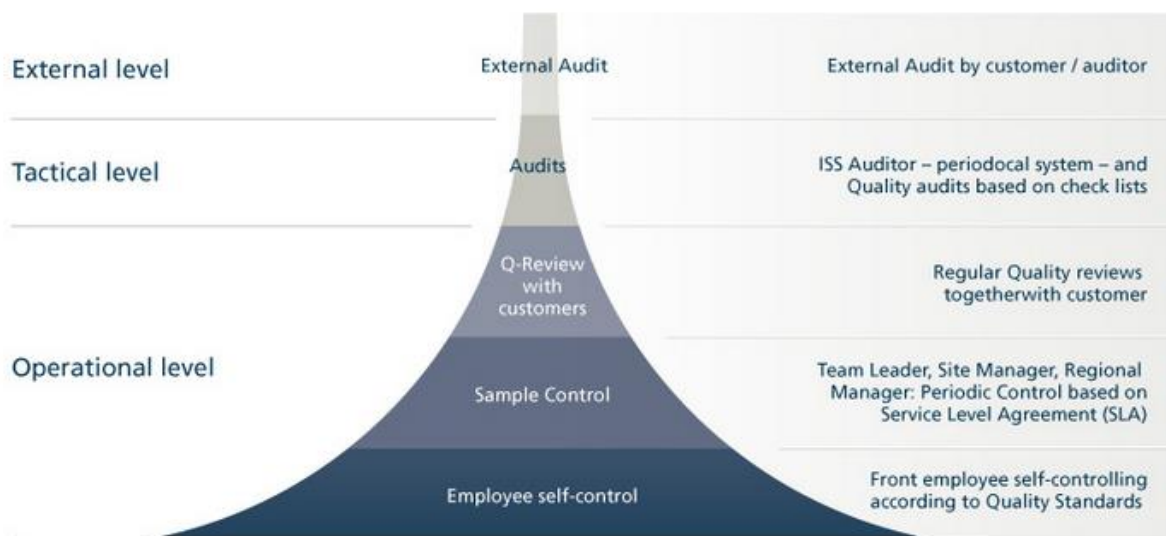 External level
External Audit
External Audit by customer / auditor
Tactical level
Audits
ISS Auditor – periodocal system – and
Quality audits based on check lists
Operational level
Q-Review
with
customers
Regular Quality reviews
togetherwith customer
Sample Control
Team Leader, Site Manager, Regional
Manager: Periodic Control based on
Service Level Agreement (SLA)
Employee self-control
Front employee self-controlling
according to Quality Standards